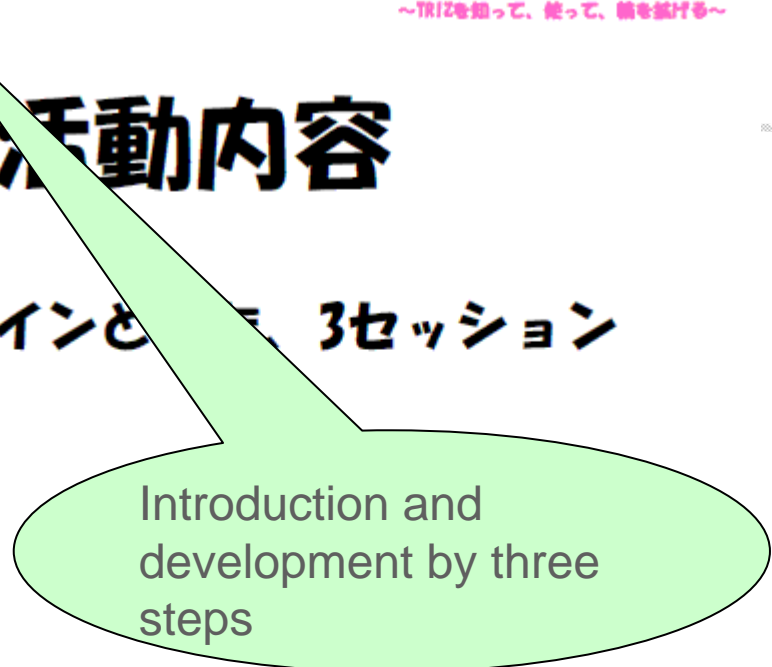 ～TRIZを知って、使って、輪を拡げる～
活動内容
インと、3セッション
Introduction and
development by three
steps